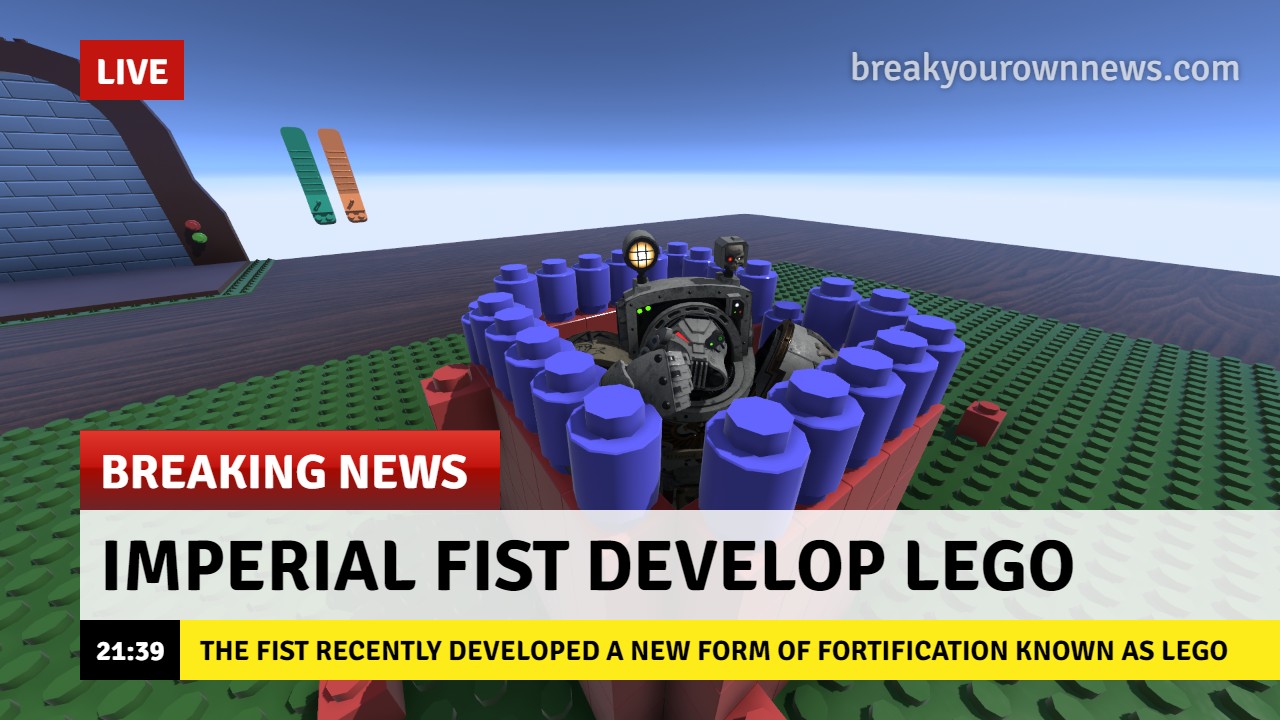 LIVE
breakyourownnews.com
BREAKING NEWS
IMPERIAL FIST DEVELOP LEGO
21:39 THE FIST RECENTLY DEVELOPED A NEW FORM OF FORTIFICATION KNOWN AS LEGO